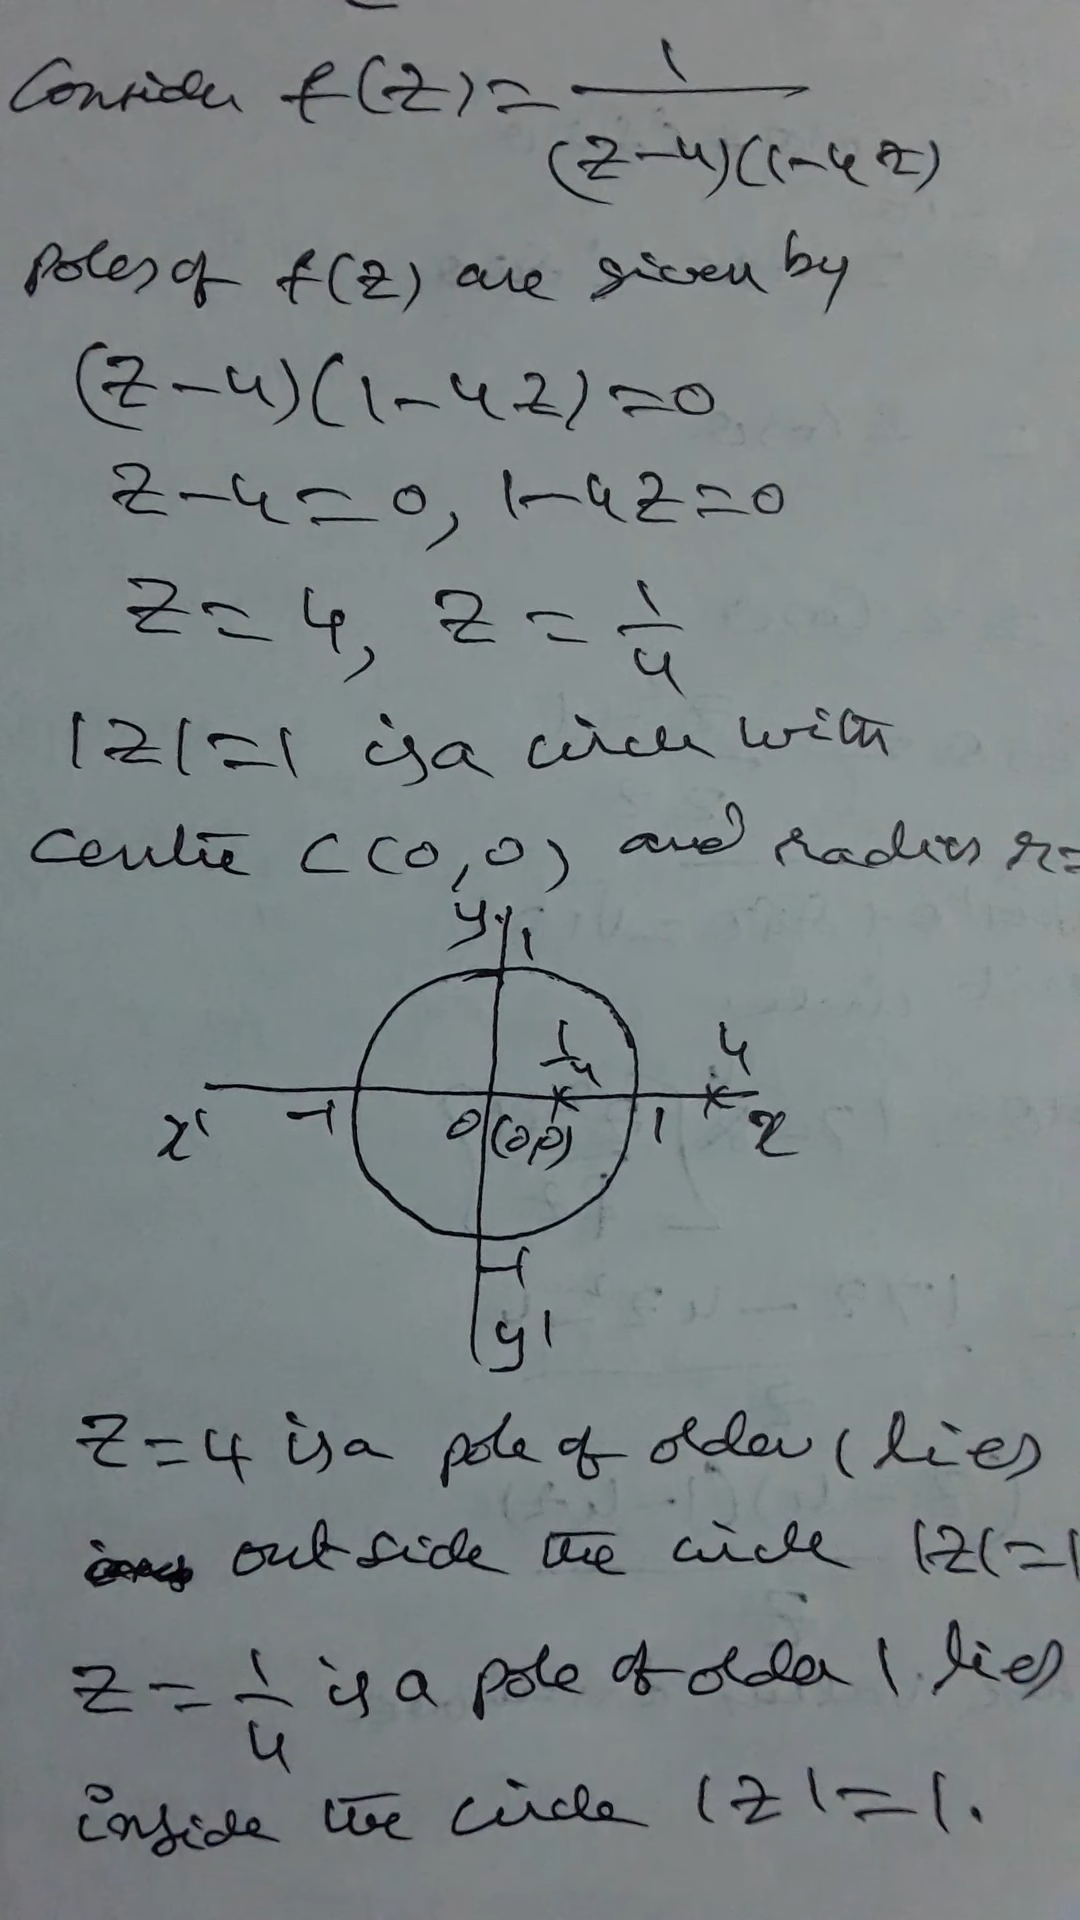 Consider f(z) = 1/((z-4)(1-4z))
poles of f(z) are given by
(z-4)(1-4z)=0
z-4=0, 1-4z=0
z=4, z=1/4
|z|=1 is a circle with
Centre C(0,0) and radius r=
y 1
1/4 4
x' -1 0 (0,0) 1 x
-1
y'
z=4 is a pole of order 1 lies
out side the circle |z|=1
z=1/4 is a pole of order 1. lies
inside the circle |z|=1.